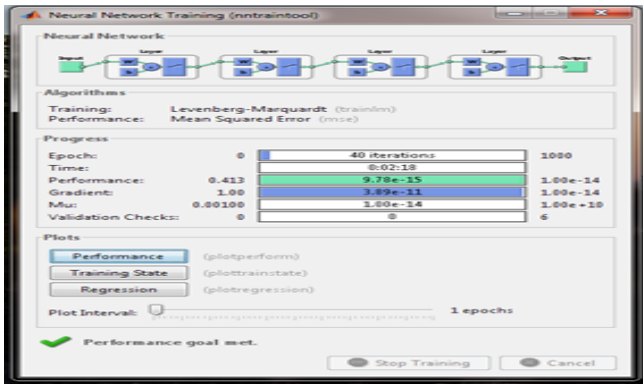 Neural Network Training (nntraintool)
Neural Network
Layer Layer Layer Layer
Input Output
W W W W
b b b b
Algorithms
Training: Levenberg-Marquardt (trainlm)
Performance: Mean Squared Error (mse)
Progress
Epoch: 0 40 iterations 1000
Time: 0:02:18
Performance: 0.413 9.78e-15 1.00e-14
Gradient: 1.00 3.89e-11 1.00e-14
Mu: 0.00100 1.00e-14 1.00e+10
Validation Checks: 0 0 6
Plots
Performance (plotperform)
Training State (plottrainstate)
Regression (plotregression)
Plot Interval: 1 epochs
Performance goal met.
Stop Training Cancel